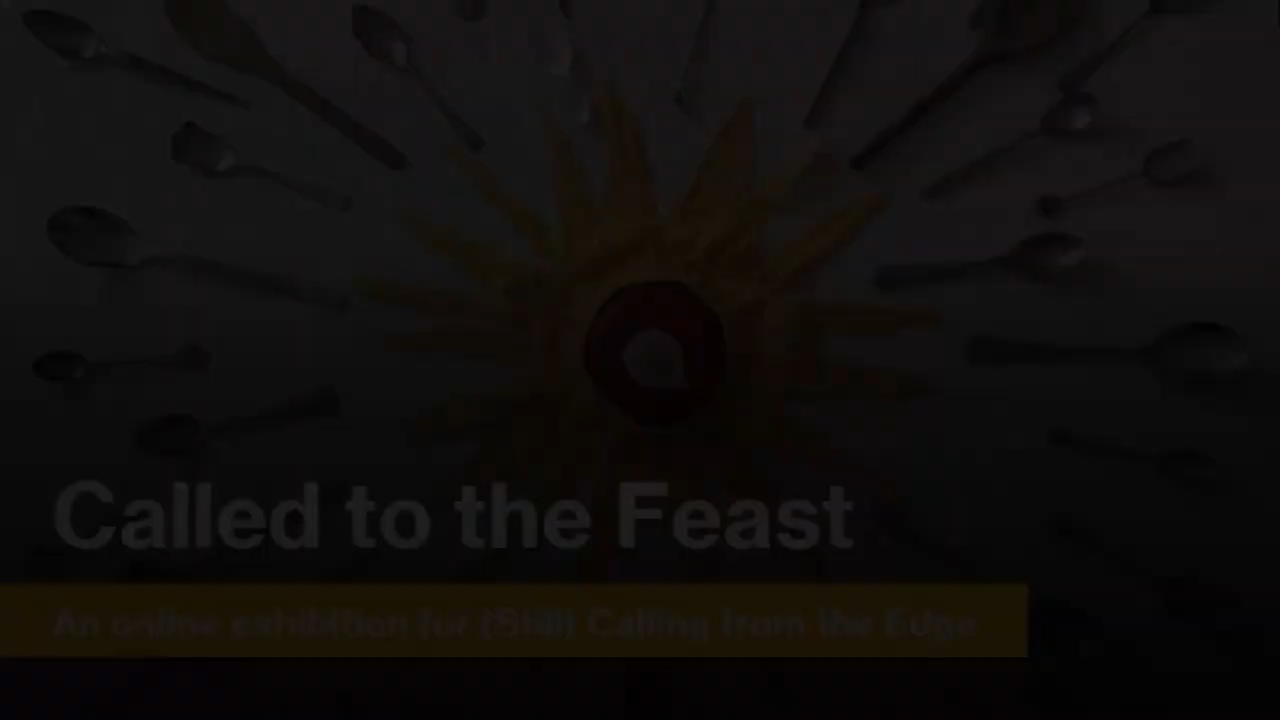 Called to the Feast
An online exhibition for (Still) Calling from the Edge